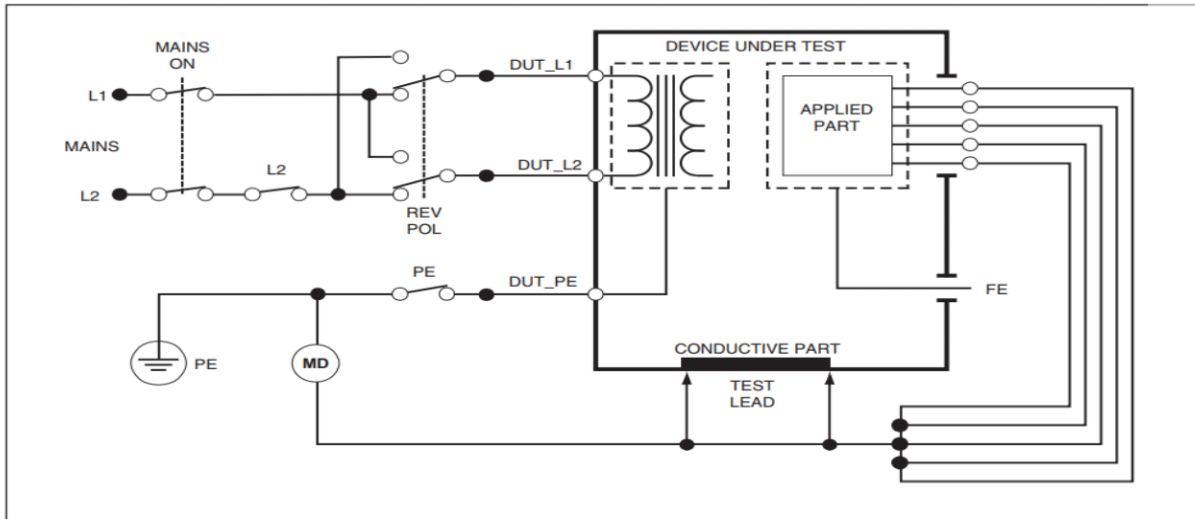 MAINS
ON
DUT_L1
DEVICE UNDER TEST
L1
APPLIED
PART
MAINS
L2
DUT_L2
L2
REV
POL
PE
DUT_PE
FE
PE
MD
CONDUCTIVE PART
TEST
LEAD